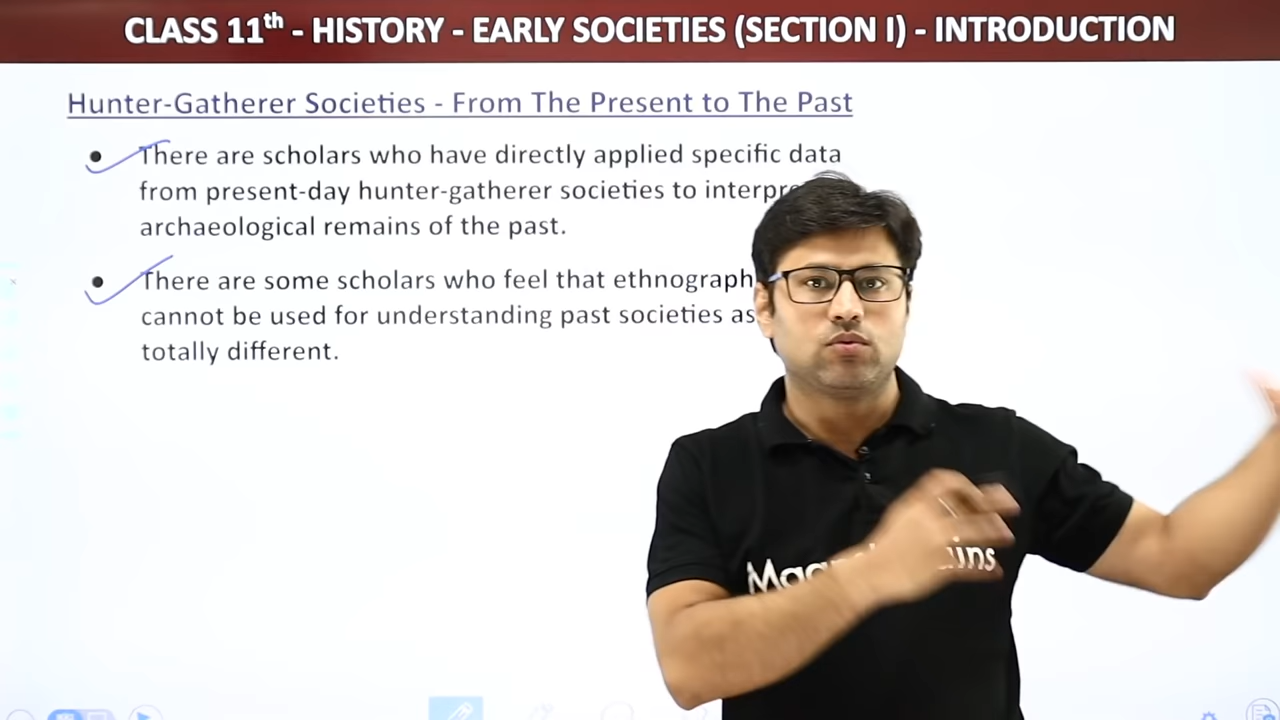 CLASS 11th - HISTORY - EARLY SOCIETIES (SECTION I) - INTRODUCTION
Hunter-Gatherer Societies - From The Present to The Past
• There are scholars who have directly applied specific data
from present-day hunter-gatherer societies to
archaeological remains of the past.
• There are some scholars who feel that
cannot be used for understanding past societies as
totally different.